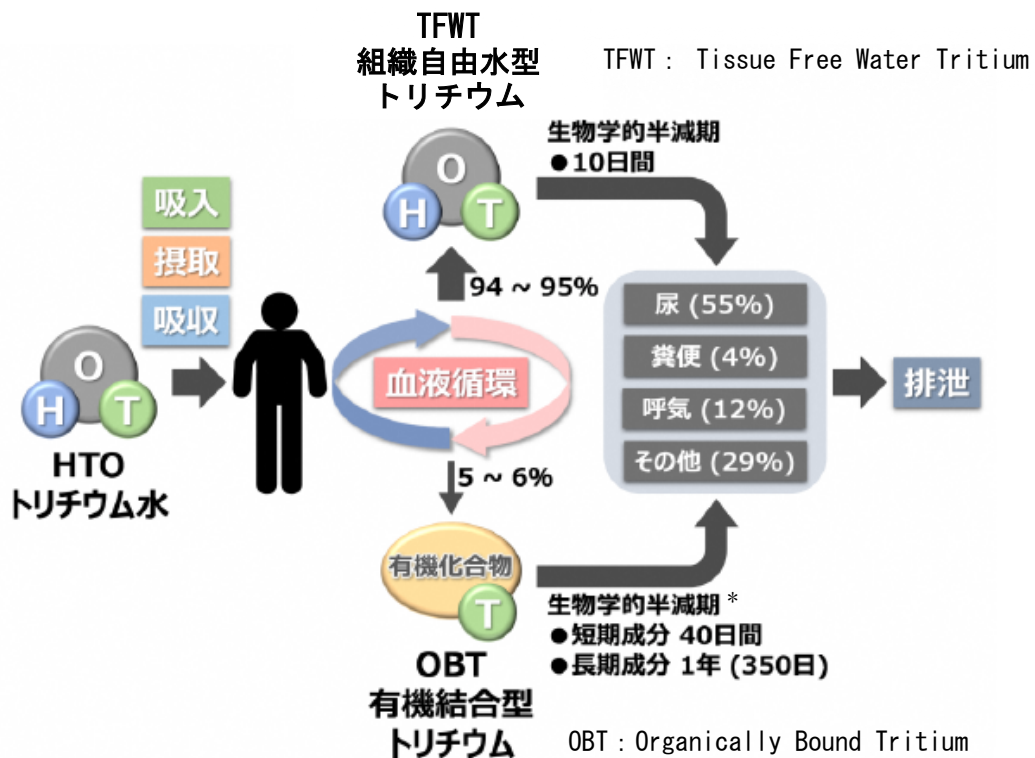 TFWT
組織自由水型
トリチウム
TFWT： Tissue Free Water Tritium
生物学的半減期
●10日間
O
H
T
吸入
摂取
吸収
94 ~ 95%
O
H
T
HTO
トリチウム水
血液循環
尿 (55%)
糞便 (4%)
呼気 (12%)
その他 (29%)
排泄
5 ~ 6%
有機化合物
T
生物学的半減期*
●短期成分 40日間
●長期成分 1年 (350日)
OBT
有機結合型
トリチウム
OBT：Organically Bound Tritium